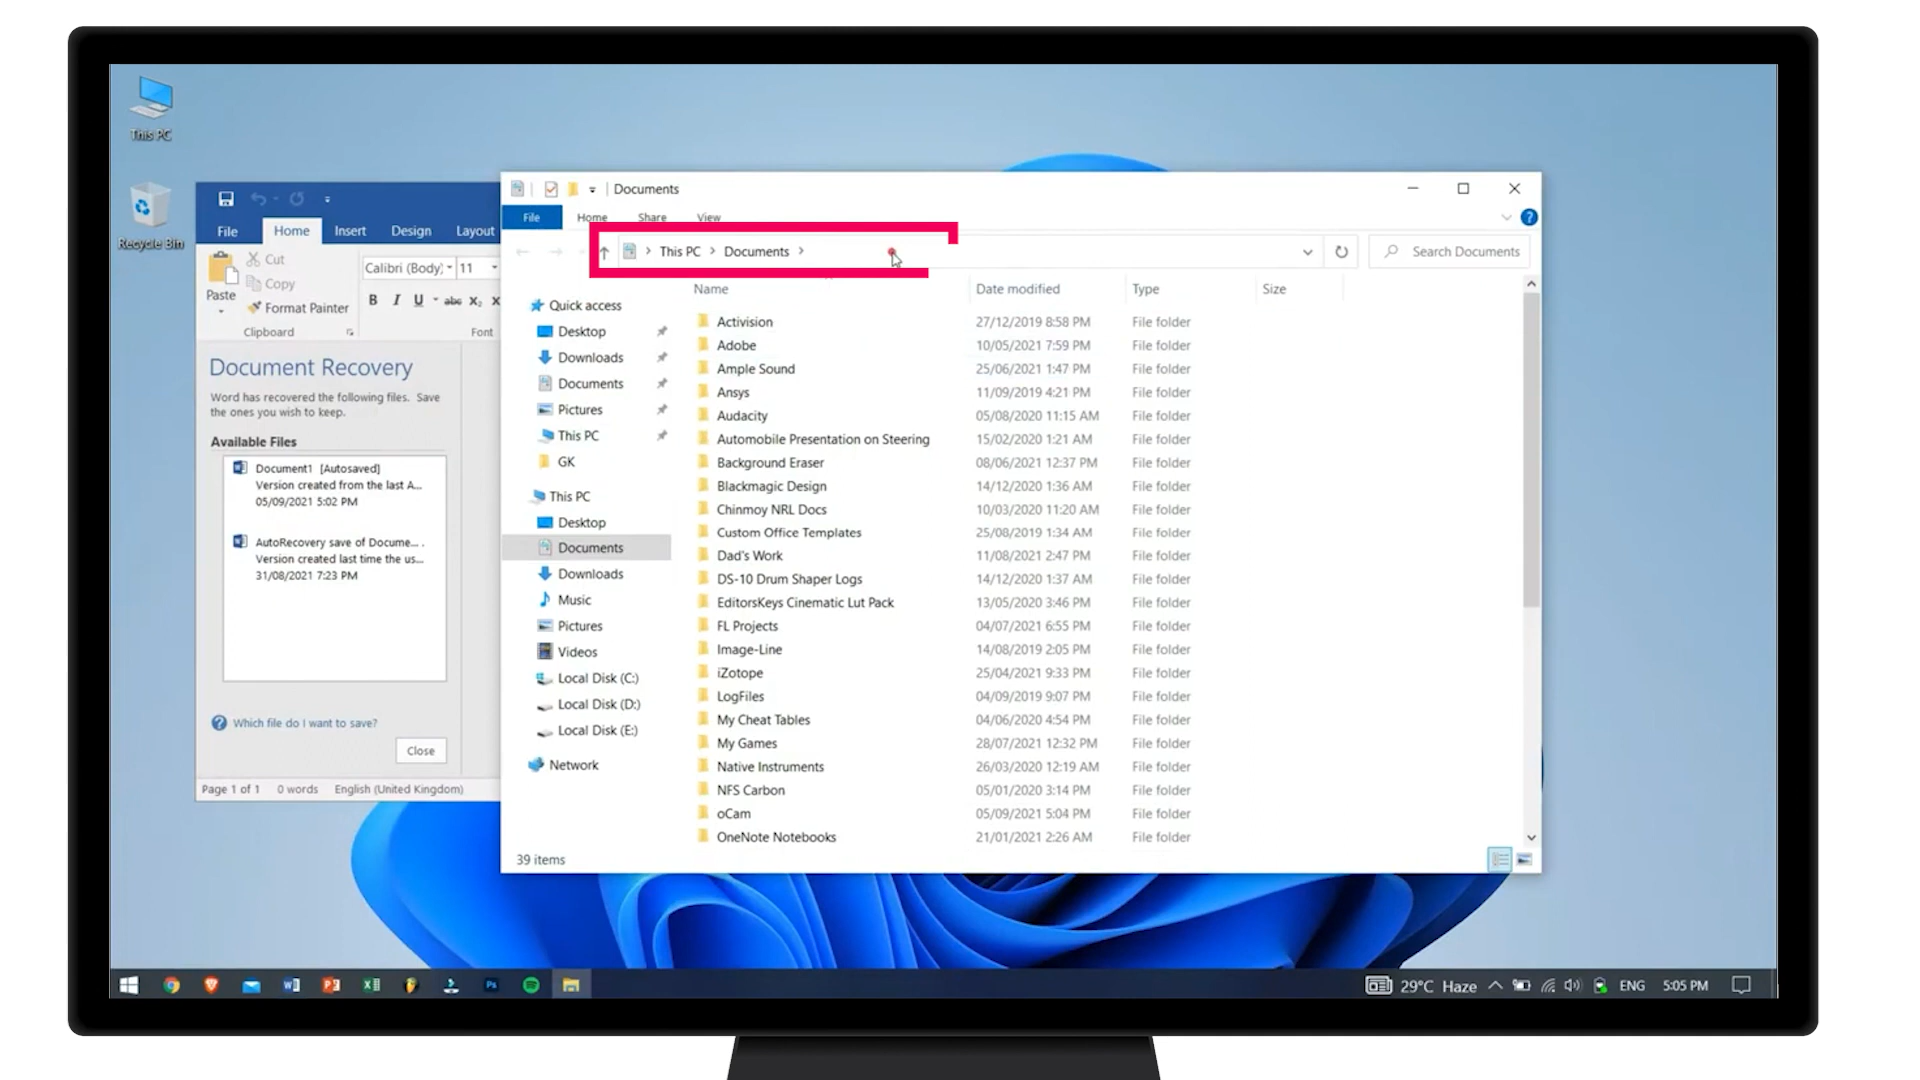 This PC
Recycle Bin
File
Home
Insert
Design
Layout
Paste
Cut
Copy
Format Painter
Clipboard
Calibri (Body)
11
B I U abc X₂ X
Font
Document Recovery
Word has recovered the following files. Save
the ones you wish to keep.
Available Files
Document1 [Autosaved]
Version created from the last A...
05/09/2021 5:02 PM
AutoRecovery save of Docume...
Version created last time the us...
31/08/2021 7:23 PM
Which file do I want to save?
Close
Page 1 of 1 0 words English (United Kingdom)
Documents
File Home Share View
This PC > Documents >
Search Documents
Quick access
Desktop
Downloads
Documents
Pictures
This PC
GK
This PC
Desktop
Documents
Downloads
Music
Pictures
Videos
Local Disk (C:)
Local Disk (D:)
Local Disk (E:)
Network
Name Date modified Type Size
Activision 27/12/2019 8:58 PM File folder
Adobe 10/05/2021 7:59 PM File folder
Ample Sound 25/06/2021 1:47 PM File folder
Ansys 11/09/2019 4:21 PM File folder
Audacity 05/08/2020 11:15 AM File folder
Automobile Presentation on Steering 15/02/2020 1:21 AM File folder
Background Eraser 08/06/2021 12:37 PM File folder
Blackmagic Design 14/12/2020 1:36 AM File folder
Chinmoy NRL Docs 10/03/2020 11:20 AM File folder
Custom Office Templates 25/08/2019 1:34 AM File folder
Dad's Work 11/08/2021 2:47 PM File folder
DS-10 Drum Shaper Logs 14/12/2020 1:37 AM File folder
EditorsKeys Cinematic Lut Pack 13/05/2020 3:46 PM File folder
FL Projects 04/07/2021 6:55 PM File folder
Image-Line 14/08/2019 2:05 PM File folder
iZotope 25/04/2021 9:33 PM File folder
LogFiles 04/09/2019 9:07 PM File folder
My Cheat Tables 04/06/2020 4:54 PM File folder
My Games 28/07/2021 12:32 PM File folder
Native Instruments 26/03/2020 12:19 AM File folder
NFS Carbon 05/01/2020 3:14 PM File folder
oCam 05/09/2021 5:04 PM File folder
OneNote Notebooks 21/01/2021 2:26 AM File folder
39 items
Ps
29°C Haze ENG 5:05 PM